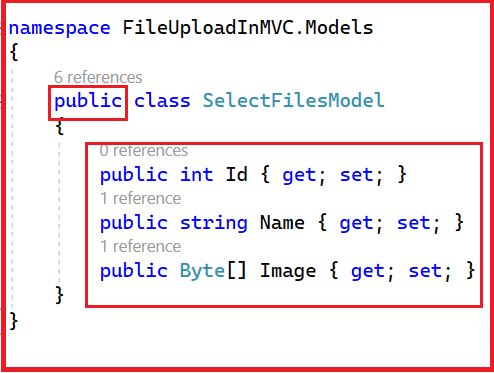 namespace FileUploadInMVC.Models
{
6 references
public class SelectFilesModel
{
0 references
public int Id { get; set; }
1 reference
public string Name { get; set; }
1 reference
public Byte[] Image { get; set; }
}
}